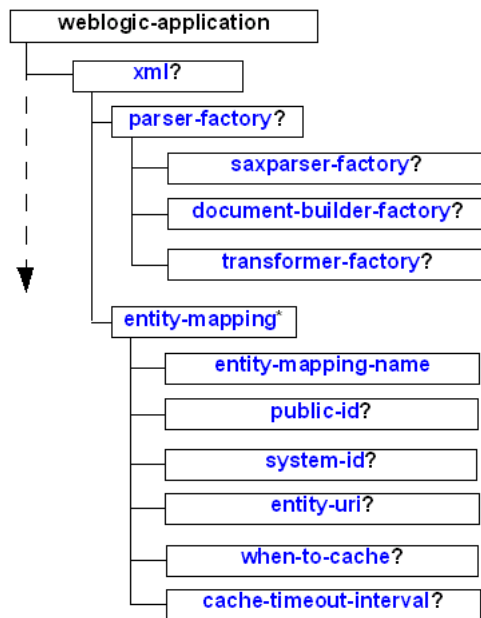 weblogic-application
xml?
parser-factory?
saxparser-factory?
document-builder-factory?
transformer-factory?
entity-mapping*
entity-mapping-name
public-id?
system-id?
entity-uri?
when-to-cache?
cache-timeout-interval?